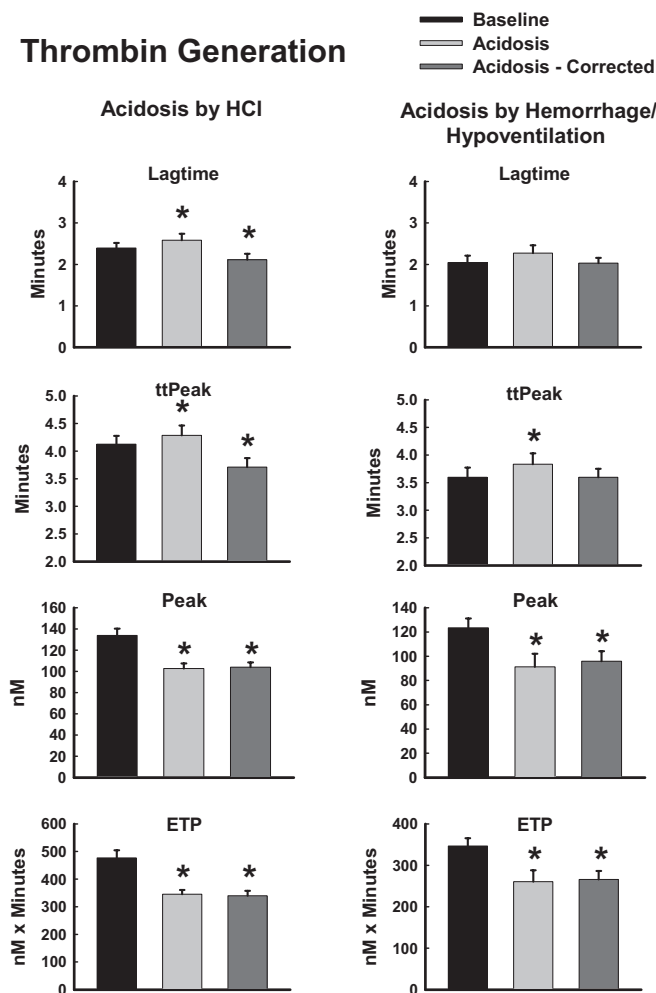 Thrombin Generation
Baseline
Acidosis
Acidosis - Corrected
Acidosis by HCl
Acidosis by Hemorrhage/
Hypoventilation
Lagtime
4
3
2
1
0
Minutes
*
*
Lagtime
4
3
2
1
0
Minutes
ttPeak
5.0
4.5
4.0
3.5
3.0
2.5
2.0
Minutes
*
*
ttPeak
5.0
4.5
4.0
3.5
3.0
2.5
2.0
Minutes
*
Peak
160
140
120
100
80
60
40
20
0
nM
*
*
Peak
140
120
100
80
60
40
20
0
nM
*
*
ETP
600
500
400
300
200
100
0
nM x Minutes
*
*
ETP
400
300
200
100
0
nM x Minutes
*
*